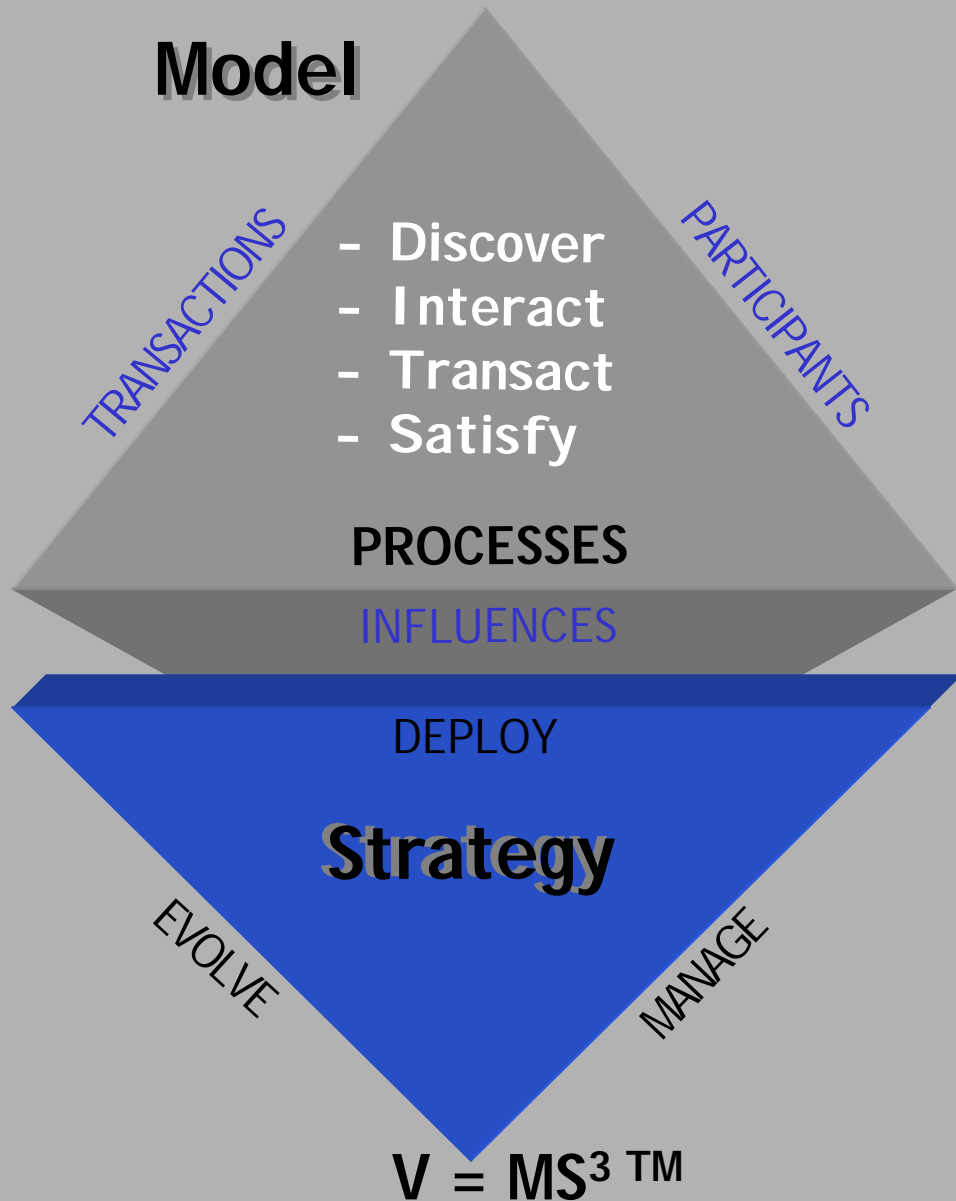 Model
TRANSACTIONS
PARTICIPANTS
- Discover
- Interact
- Transact
- Satisfy
PROCESSES
INFLUENCES
DEPLOY
Strategy
EVOLVE
MANAGE
V = MS³ ™